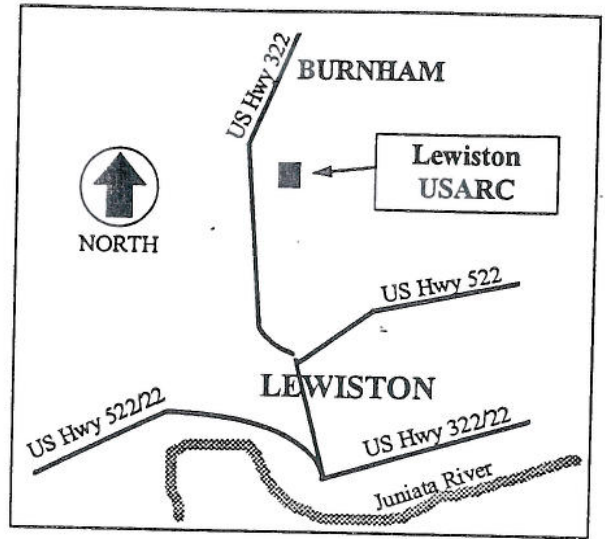 US Hwy 322
BURNHAM
Lewiston
USARC
NORTH
US Hwy 522
LEWISTON
US Hwy 522/22
US Hwy 322/22
Juniata River